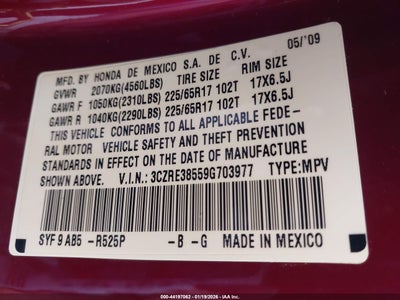 MFD. BY HONDA DE MEXICO S.A. DE C.V. 05/'09
GVWR 2070KG(4560LBS) TIRE SIZE RIM SIZE
GAWR F 1050KG(2310LBS) 225/65R17 102T 17X6.5J
GAWR R 1040KG(2290LBS) 225/65R17 102T 17X6.5J
THIS VEHICLE CONFORMS TO ALL APPLICABLE FEDE-
RAL MOTOR VEHICLE SAFETY AND THEFT PREVENTION
STANDARDS IN EFFECT ON THE DATE OF MANUFACTURE
SHOWN ABOVE. V.I.N.: 3CZRE38559G703977 TYPE:MPV
SYF 9 AB5 -R525P -B -G MADE IN MEXICO
000-44197062 - 01/19/2026 - IAA Inc.